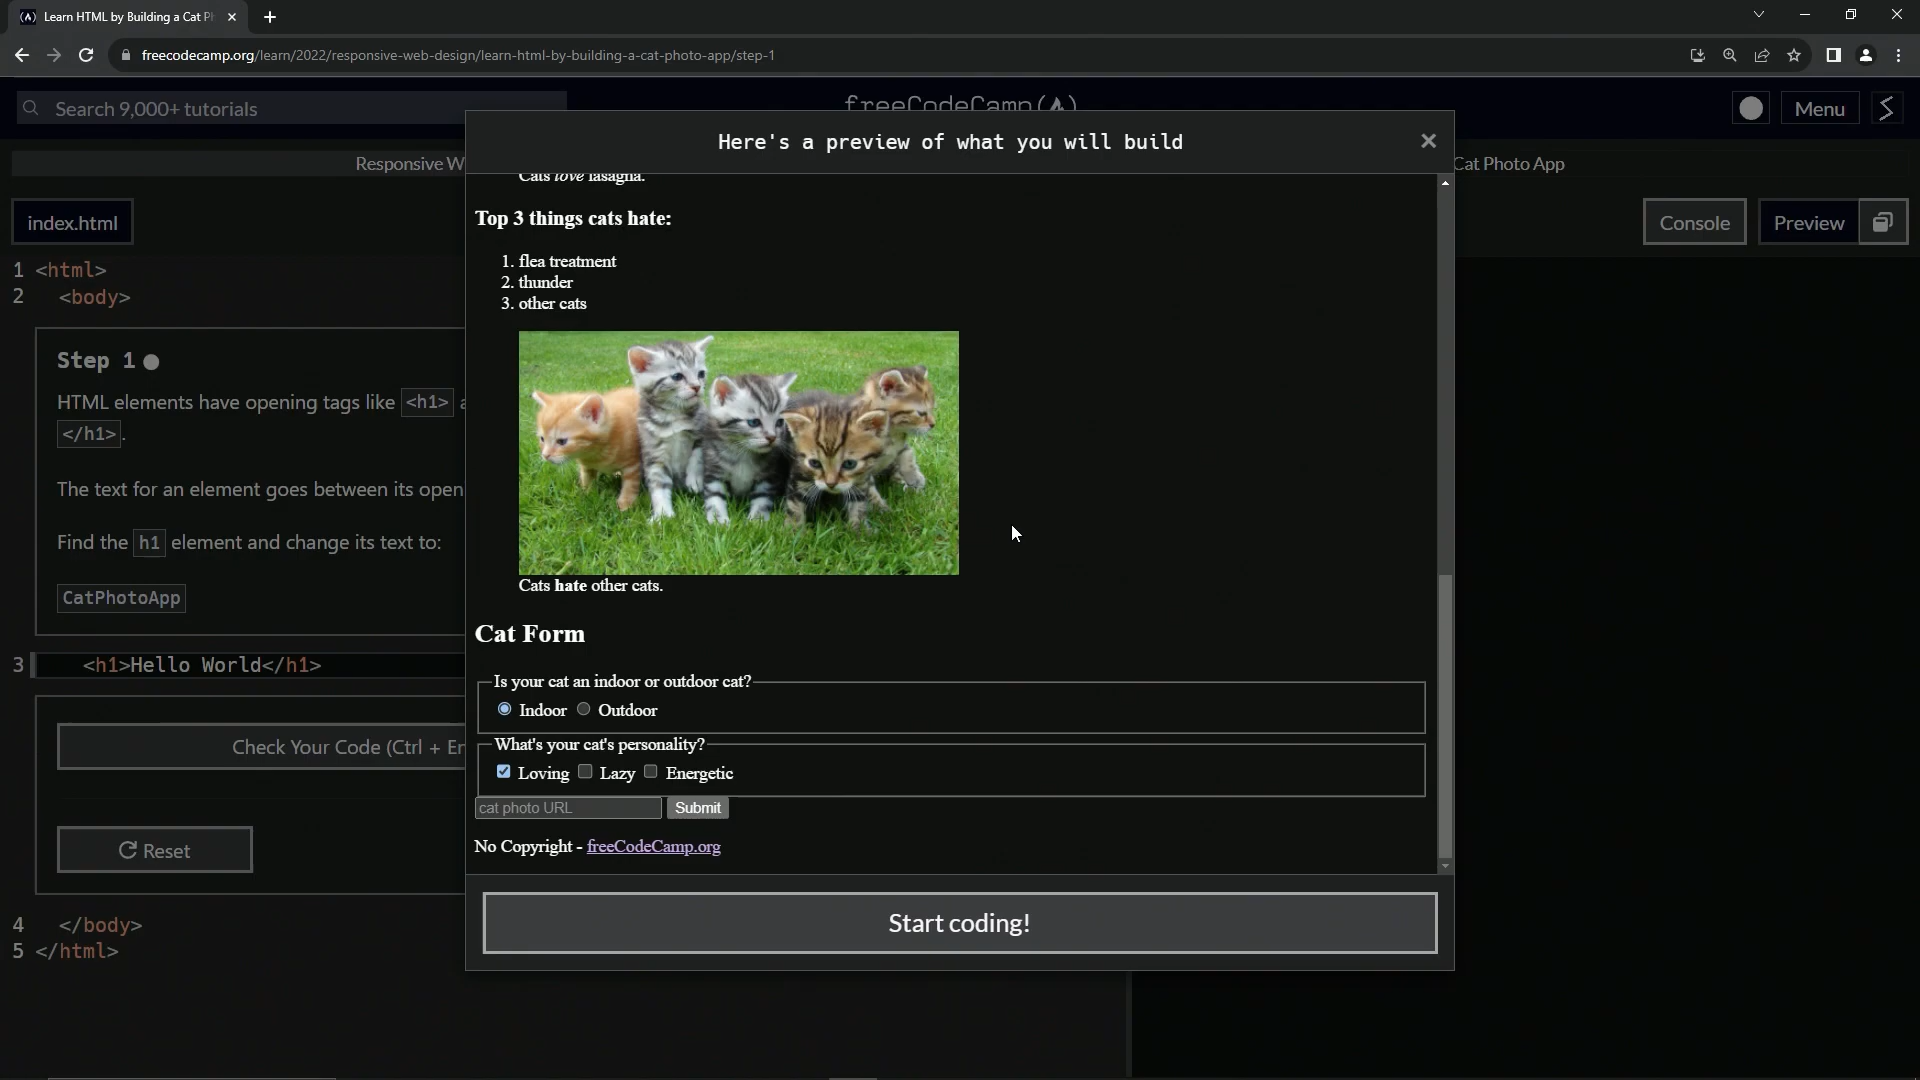 Learn HTML by Building a Cat P
freecodecamp.org/learn/2022/responsive-web-design/learn-html-by-building-a-cat-photo-app/step-1
Search 9,000+ tutorials
freeCodeCamp(🔥)
Menu
Responsive W
Cat Photo App
index.html
Console
Preview
1 <html>
2 <body>
Step 1
HTML elements have opening tags like <h1> a
</h1>.
The text for an element goes between its open
Find the h1 element and change its text to:
CatPhotoApp
3 <h1>Hello World</h1>
Check Your Code (Ctrl + En
Reset
4 </body>
5 </html>
Here's a preview of what you will build
Cats love lasagna.
Top 3 things cats hate:
1. flea treatment
2. thunder
3. other cats
Cats hate other cats.
Cat Form
Is your cat an indoor or outdoor cat?
Indoor Outdoor
What's your cat's personality?
Loving Lazy Energetic
cat photo URL Submit
No Copyright - freeCodeCamp.org
Start coding!